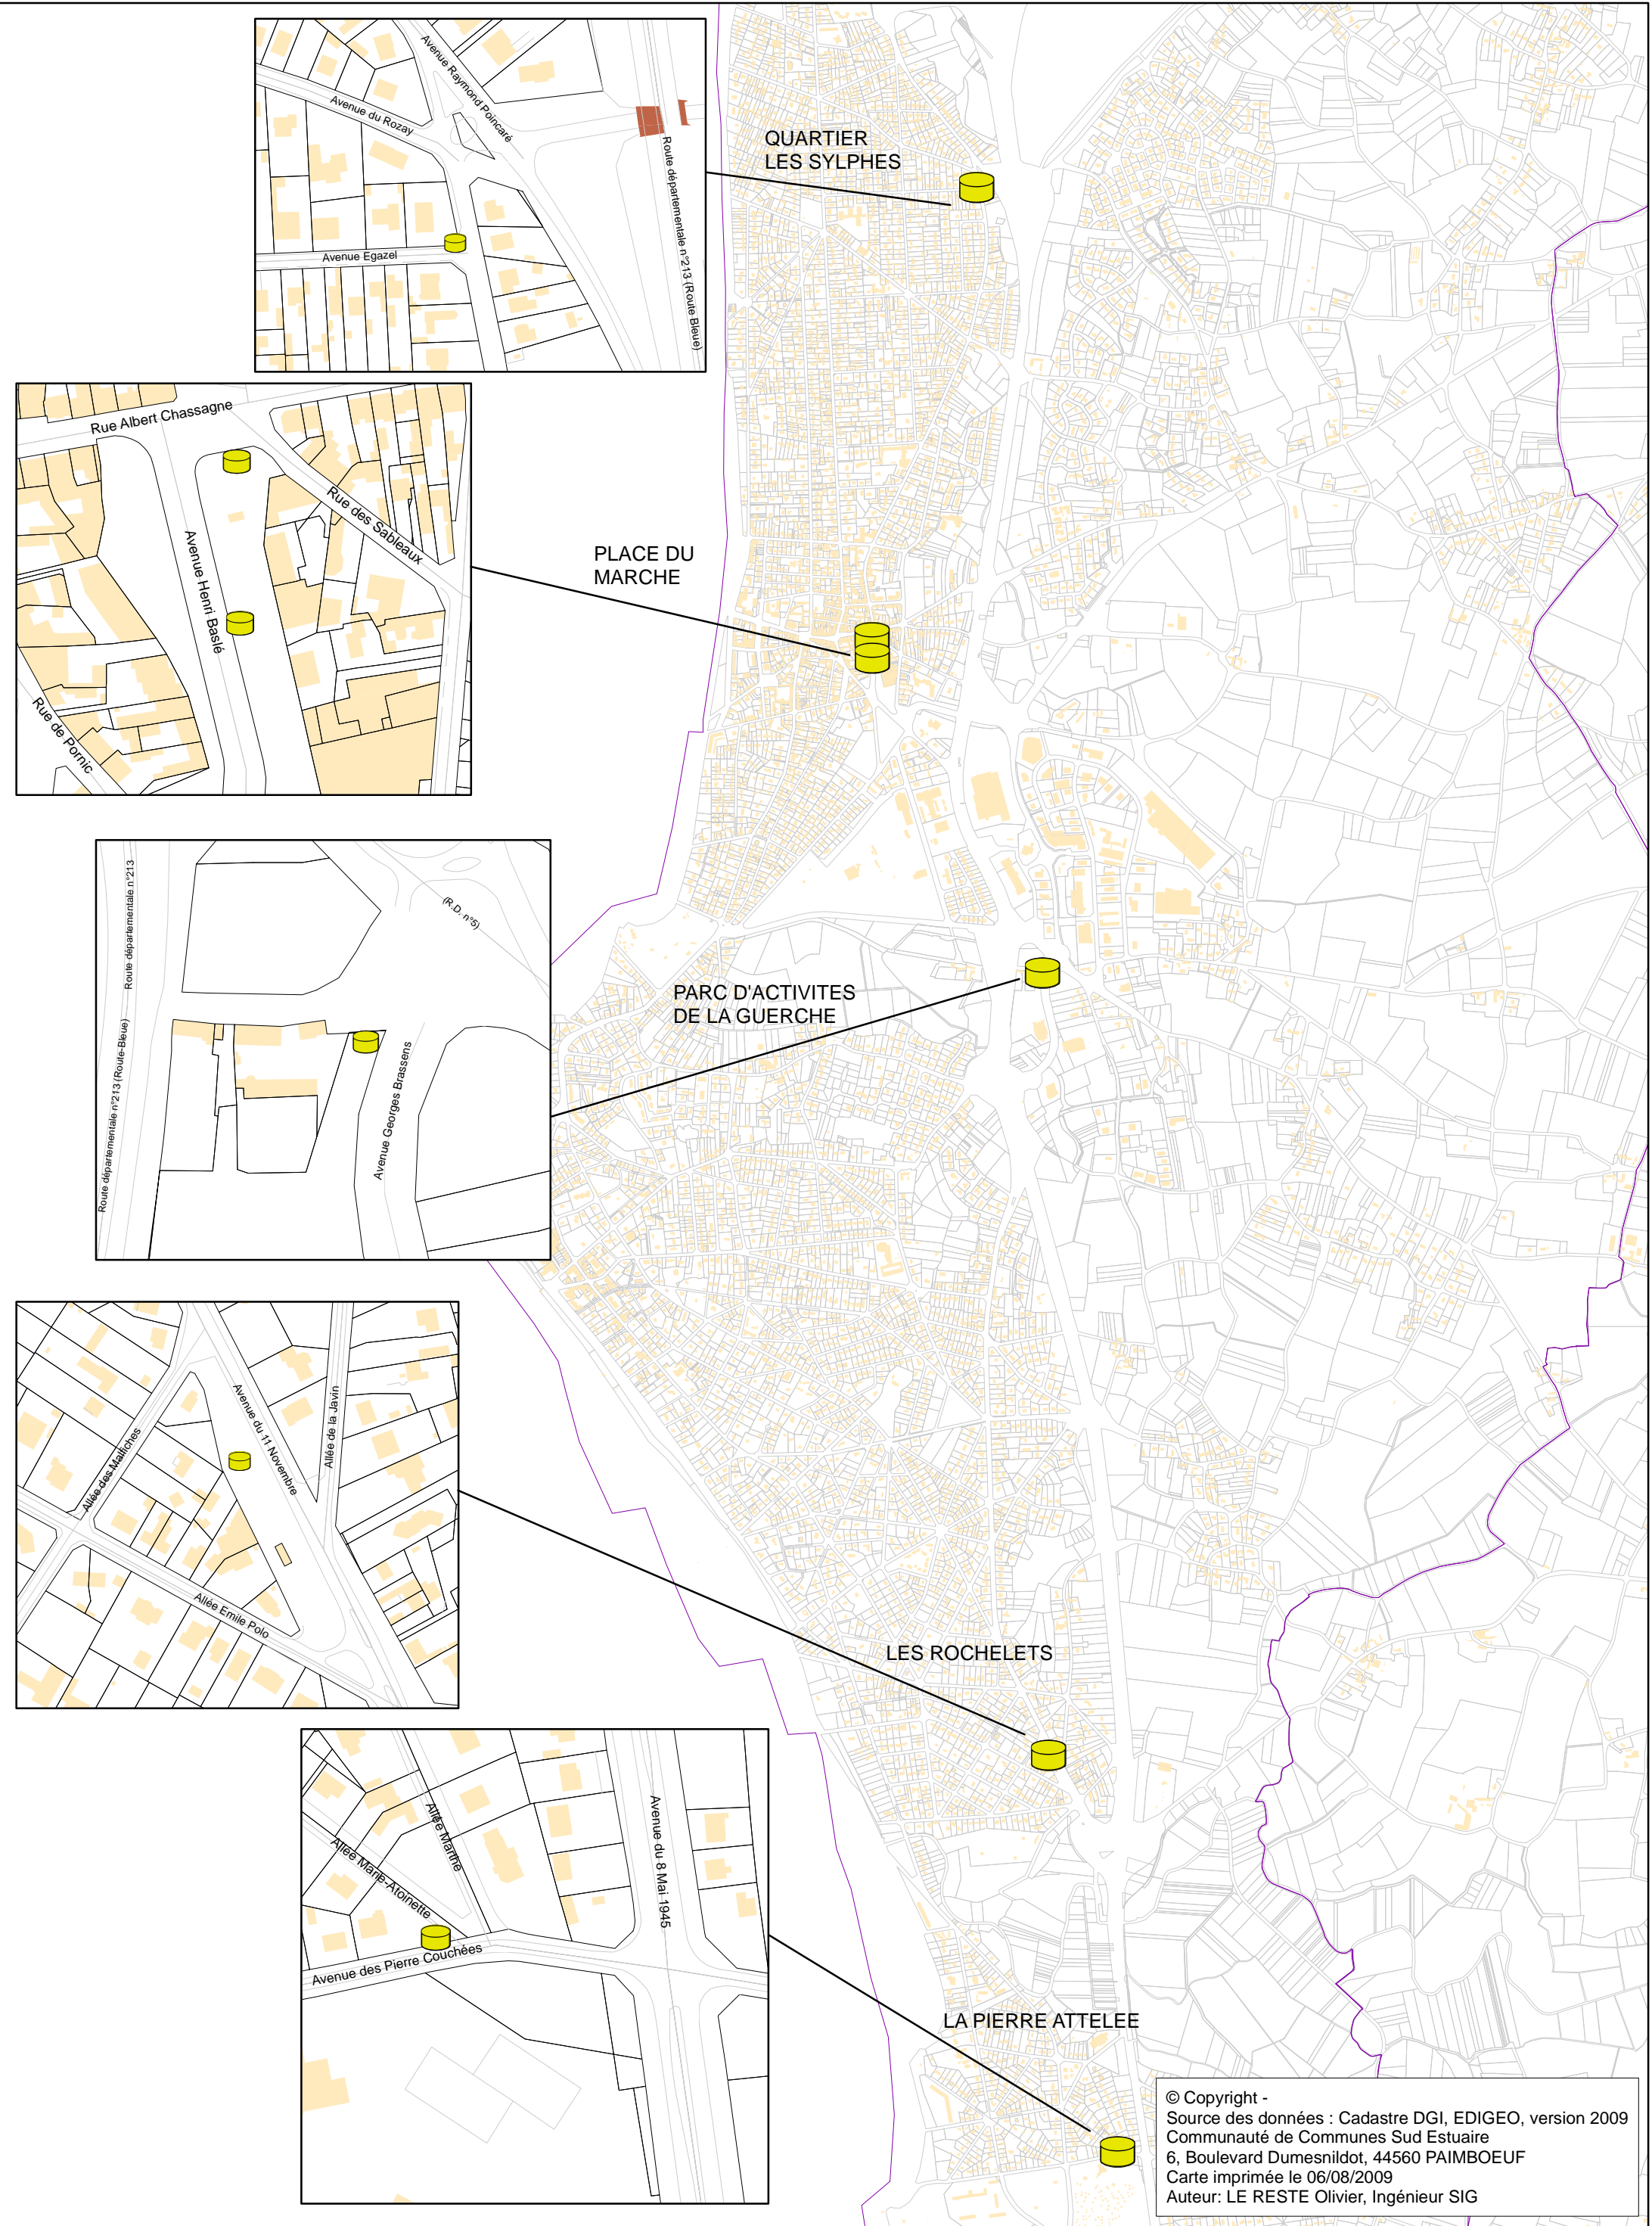 Avenue Raymond Poincaré
Avenue du Rozay
Avenue Egazel
Route départementale n°213 (Route Bleue)
QUARTIER
LES SYLPHES
Rue Albert Chassagne
Rue des Sableaux
Avenue Henri Baslé
Rue de Pornic
PLACE DU
MARCHE
Route départementale n°213
(R.D. n°5)
Route départementale n°213 (Route Bleue)
Avenue Georges Brassens
PARC D'ACTIVITES
DE LA GUERCHE
Avenue du 11 Novembre
Allée de la Javin
Allée des Malfiches
Allée Emile Polo
LES ROCHELETS
Allée Marthe
Allée Marie-Atoinette
Avenue du 8 Mai 1945
Avenue des Pierre Couchées
LA PIERRE ATTELEE
© Copyright -
Source des données : Cadastre DGI, EDIGEO, version 2009
Communauté de Communes Sud Estuaire
6, Boulevard Dumesnildot, 44560 PAIMBOEUF
Carte imprimée le 06/08/2009
Auteur: LE RESTE Olivier, Ingénieur SIG